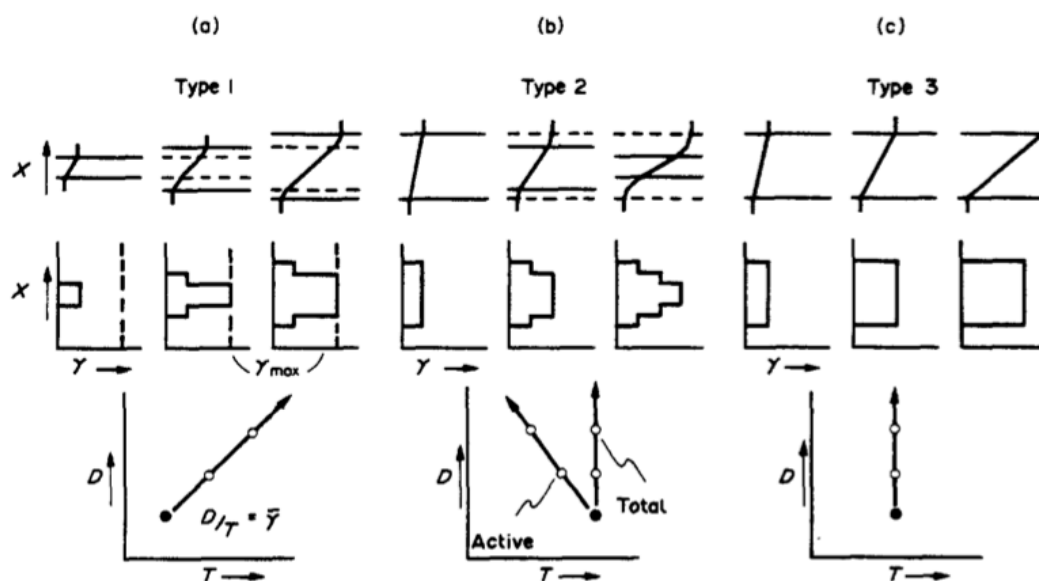 (a) (b) (c)
Type 1 Type 2 Type 3
X
X
γ γmax γ γ
D D Total D
D/T = γ̄
Active
T T T